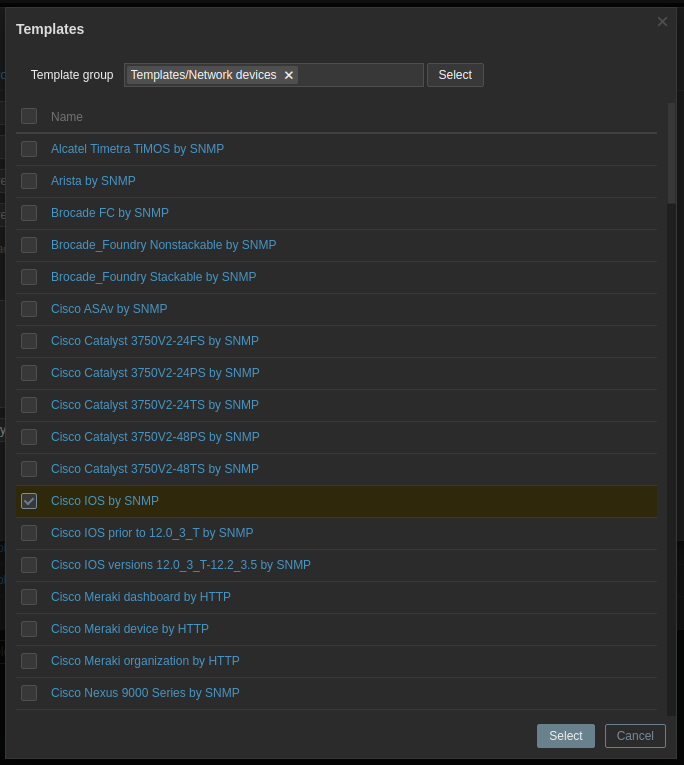 Templates
Template group Templates/Network devices Select
Name
Alcatel Timetra TiMOS by SNMP
Arista by SNMP
Brocade FC by SNMP
Brocade_Foundry Nonstackable by SNMP
Brocade_Foundry Stackable by SNMP
Cisco ASAv by SNMP
Cisco Catalyst 3750V2-24FS by SNMP
Cisco Catalyst 3750V2-24PS by SNMP
Cisco Catalyst 3750V2-24TS by SNMP
Cisco Catalyst 3750V2-48PS by SNMP
Cisco Catalyst 3750V2-48TS by SNMP
Cisco IOS by SNMP
Cisco IOS prior to 12.0_3_T by SNMP
Cisco IOS versions 12.0_3_T-12.2_3.5 by SNMP
Cisco Meraki dashboard by HTTP
Cisco Meraki device by HTTP
Cisco Meraki organization by HTTP
Cisco Nexus 9000 Series by SNMP
Select Cancel